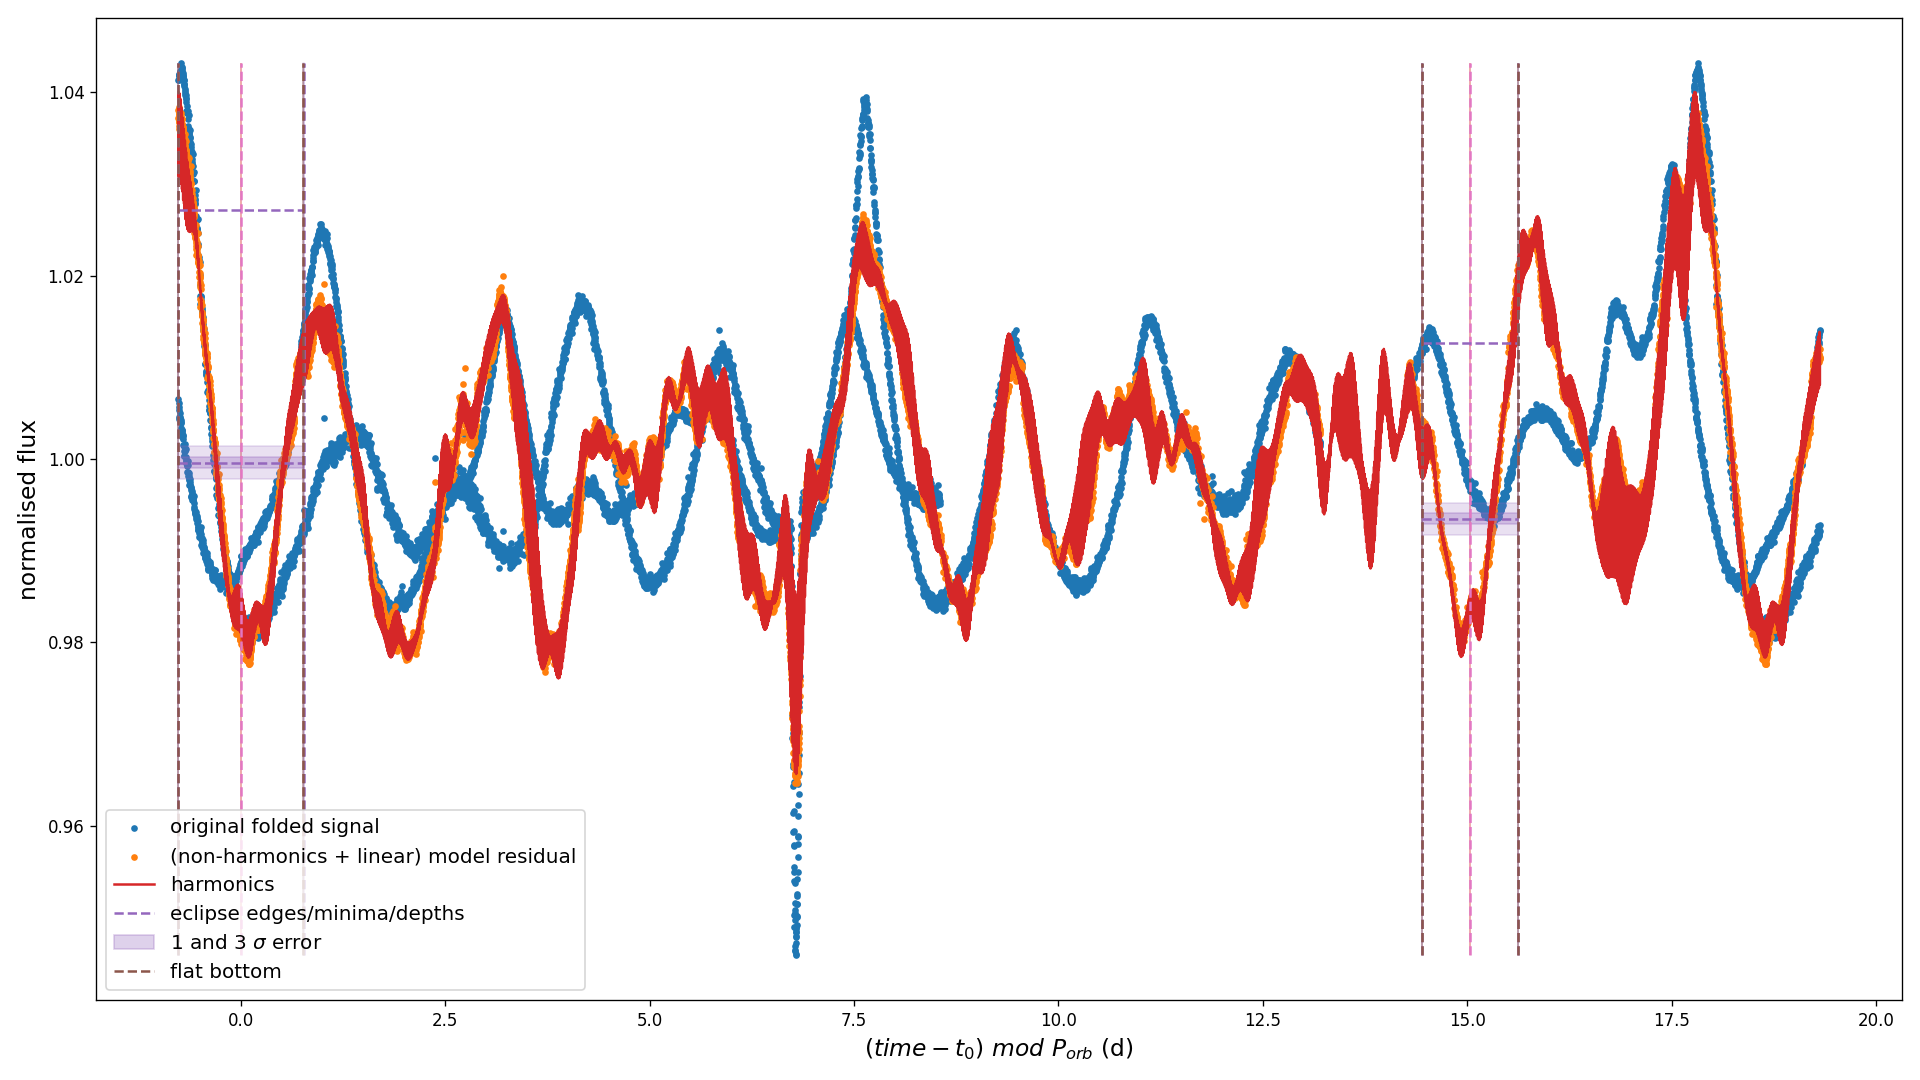 1.04
1.02
1.00
0.98
0.96
normalised flux
original folded signal
(non-harmonics + linear) model residual
harmonics
eclipse edges/minima/depths
1 and 3 σ error
flat bottom
0.0 2.5 5.0 7.5 10.0 12.5 15.0 17.5 20.0
(time − t₀) mod P_orb (d)